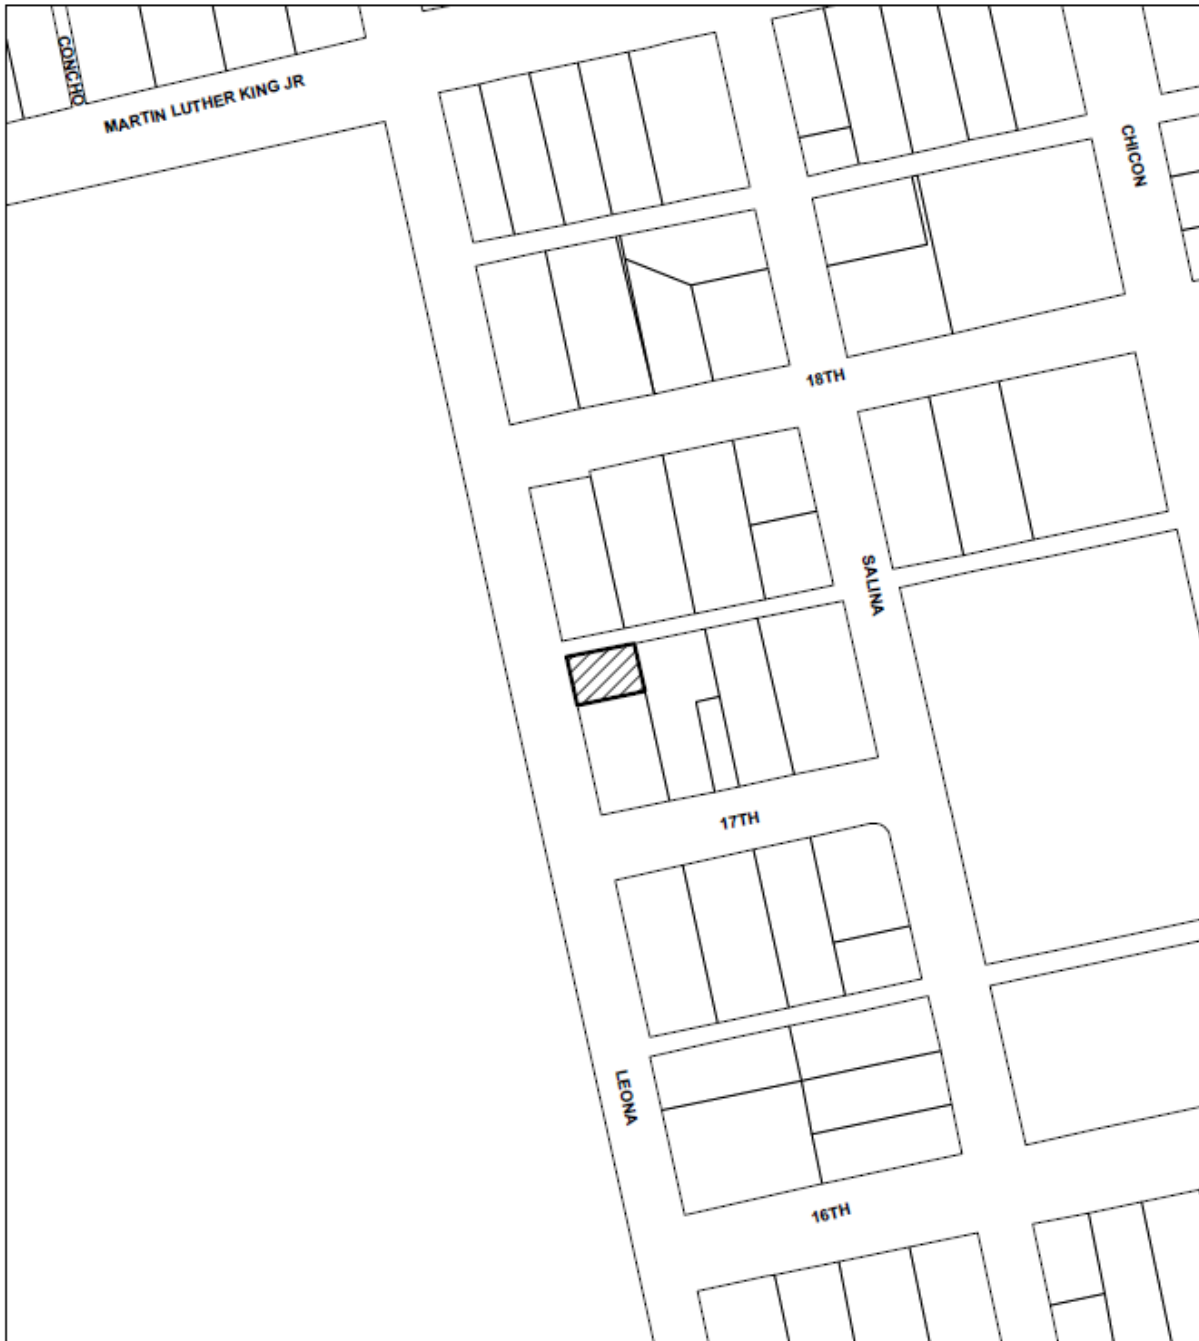 CONCHO
MARTIN LUTHER KING JR
CHICON
18TH
SALINA
17TH
LEONA
16TH